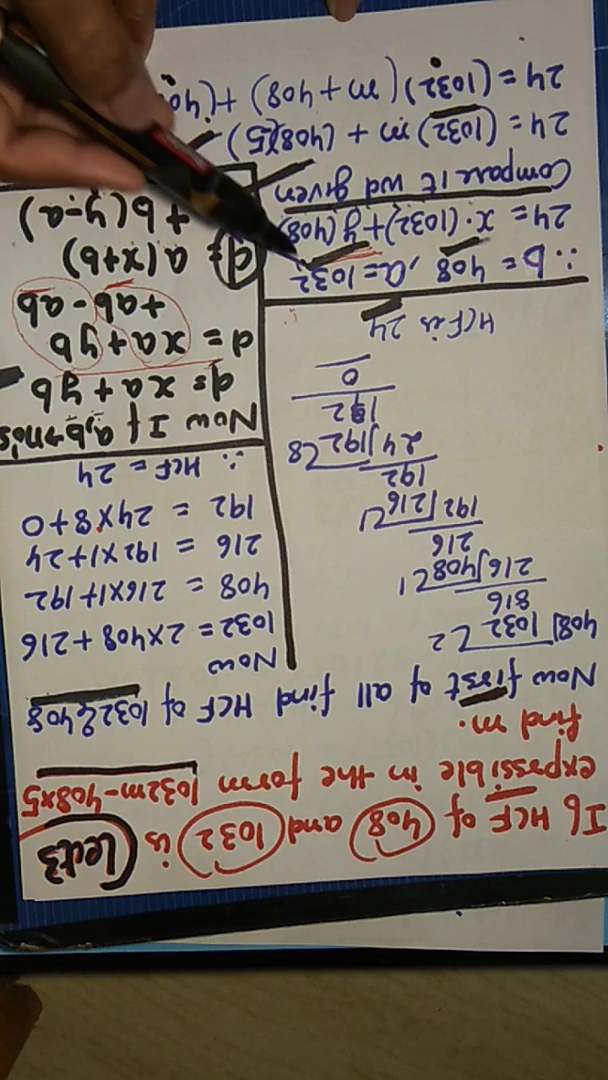 If HCF of 408 and 1032 is Lect3
expressible in the form 1032m-408x5
find m.
Now first of all find HCF of 1032&408
408 1032 2
816
216 408 1
216
192 216 1
192
24 192 8
192
0
HCF is 24
Now
1032 = 2x408+216
408 = 216x1+192
216 = 192x1+24
192 = 24x8+0
∴ HCF = 24
Now If a,b→no's
d= xa+yb
d= xa+yb
+ab-ab
d= a(x+b)
+b(y-a)
∴ b= 408, a=1032
24= x.(1032)+y(408)
Compare it wd given
24= (1032)m + (408)(5)
24=(1032)(m+408)+(